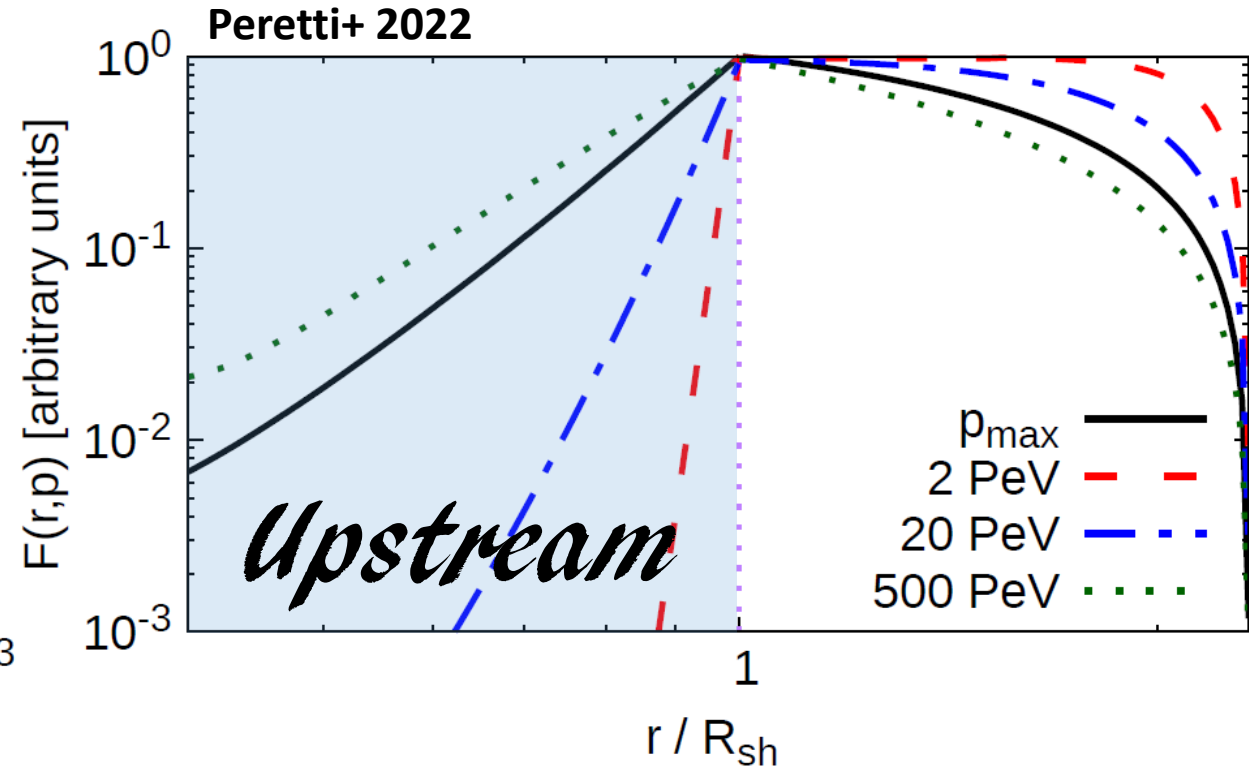 Peretti+ 2022
F(r,p) [arbitrary units]
10^0
10^-1
10^-2
10^-3
3
Upstream
p_max
2 PeV
20 PeV
500 PeV
1
r / R_sh